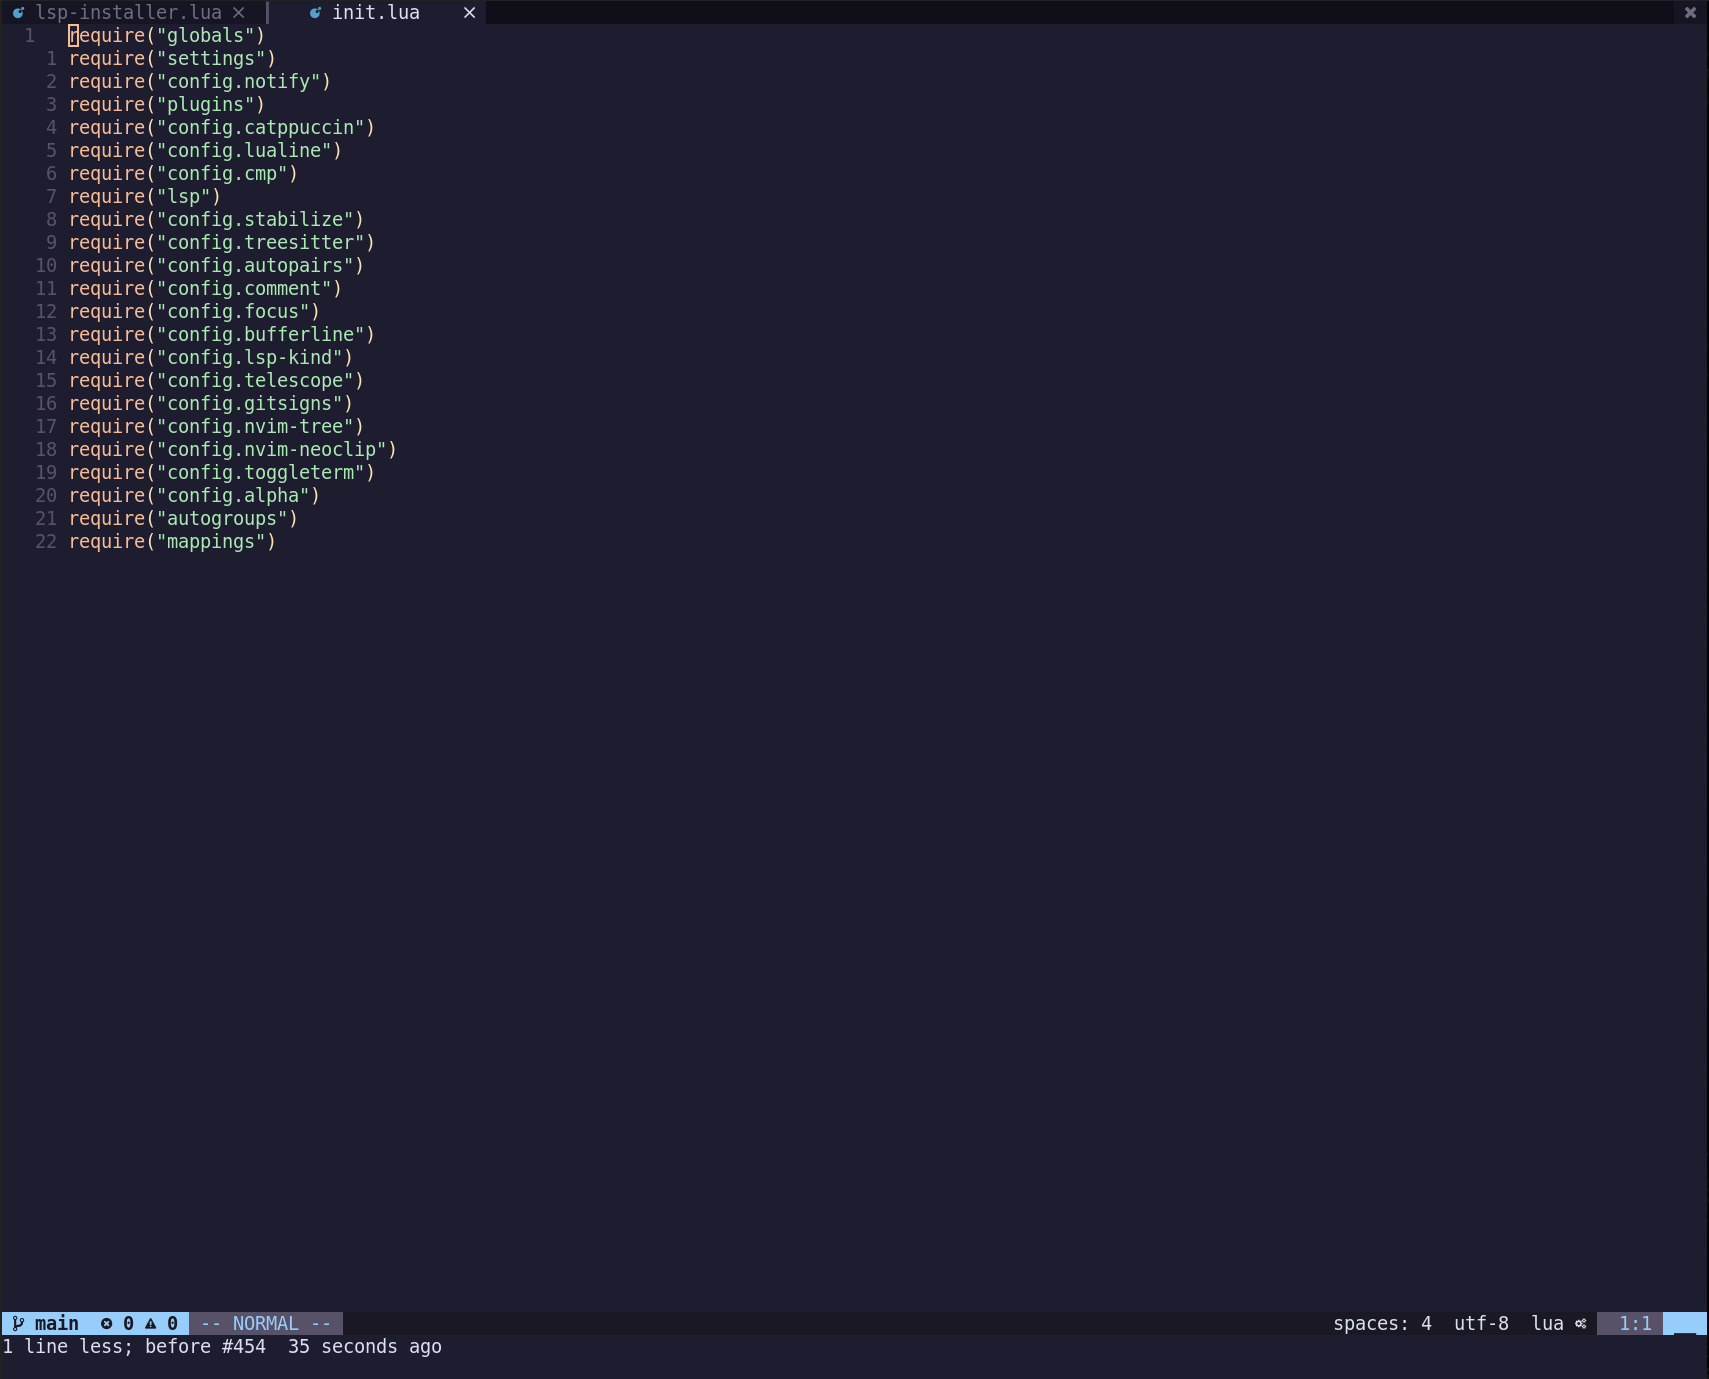 lsp-installer.lua × init.lua × ✖
1 require("globals")
1 require("settings")
2 require("config.notify")
3 require("plugins")
4 require("config.catppuccin")
5 require("config.lualine")
6 require("config.cmp")
7 require("lsp")
8 require("config.stabilize")
9 require("config.treesitter")
10 require("config.autopairs")
11 require("config.comment")
12 require("config.focus")
13 require("config.bufferline")
14 require("config.lsp-kind")
15 require("config.telescope")
16 require("config.gitsigns")
17 require("config.nvim-tree")
18 require("config.nvim-neoclip")
19 require("config.toggleterm")
20 require("config.alpha")
21 require("autogroups")
22 require("mappings")
main 0 0 -- NORMAL -- spaces: 4 utf-8 lua 1:1 __
1 line less; before #454 35 seconds ago